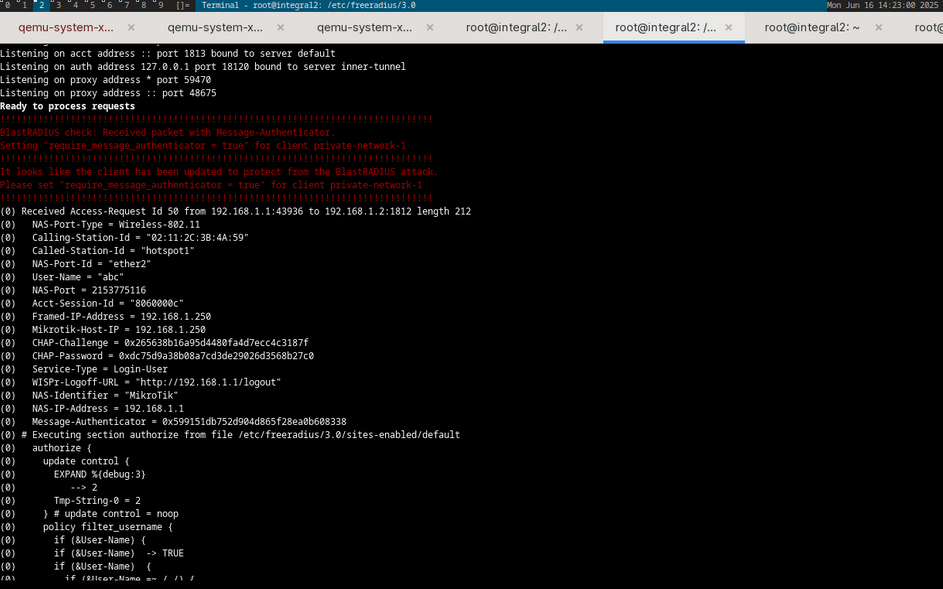 0 1 2 3 4 5 6 7 8 9 []= Terminal - root@integral2: /etc/freeradius/3.0 Mon Jun 16 14:23:00 2025
qemu-system-x... × qemu-system-x... × qemu-system-x... × root@integral2: /... × root@integral2: /... × root@integral2: ~ × root@
Listening on acct address :: port 1813 bound to server default
Listening on auth address 127.0.0.1 port 18120 bound to server inner-tunnel
Listening on proxy address * port 59470
Listening on proxy address :: port 48675
Ready to process requests
!!!!!!!!!!!!!!!!!!!!!!!!!!!!!!!!!!!!!!!!!!!!!!!!!!!!!!!!!!!!!!!!!!!!!!!!!!!!!!!!
BlastRADIUS check: Received packet with Message-Authenticator.
Setting "require_message_authenticator = true" for client private-network-1
!!!!!!!!!!!!!!!!!!!!!!!!!!!!!!!!!!!!!!!!!!!!!!!!!!!!!!!!!!!!!!!!!!!!!!!!!!!!!!!!
It looks like the client has been updated to protect from the BlastRADIUS attack.
Please set "require_message_authenticator = true" for client private-network-1
!!!!!!!!!!!!!!!!!!!!!!!!!!!!!!!!!!!!!!!!!!!!!!!!!!!!!!!!!!!!!!!!!!!!!!!!!!!!!!!!
(0) Received Access-Request Id 50 from 192.168.1.1:43936 to 192.168.1.2:1812 length 212
(0)   NAS-Port-Type = Wireless-802.11
(0)   Calling-Station-Id = "02:11:2C:3B:4A:59"
(0)   Called-Station-Id = "hotspot1"
(0)   NAS-Port-Id = "ether2"
(0)   User-Name = "abc"
(0)   NAS-Port = 2153775116
(0)   Acct-Session-Id = "8060000c"
(0)   Framed-IP-Address = 192.168.1.250
(0)   Mikrotik-Host-IP = 192.168.1.250
(0)   CHAP-Challenge = 0x265638b16a95d4480fa4d7ecc4c3187f
(0)   CHAP-Password = 0xdc75d9a38b08a7cd3de29026d3568b27c0
(0)   Service-Type = Login-User
(0)   WISPr-Logoff-URL = "http://192.168.1.1/logout"
(0)   NAS-Identifier = "MikroTik"
(0)   NAS-IP-Address = 192.168.1.1
(0)   Message-Authenticator = 0x599151db752d904d865f28ea0b608338
(0) # Executing section authorize from file /etc/freeradius/3.0/sites-enabled/default
(0)   authorize {
(0)     update control {
(0)       EXPAND %{debug:3}
(0)          --> 2
(0)       Tmp-String-0 = 2
(0)     } # update control = noop
(0)     policy filter_username {
(0)       if (&User-Name) {
(0)       if (&User-Name)  -> TRUE
(0)       if (&User-Name)  {
(0)         if (&User-Name =~ / /) {